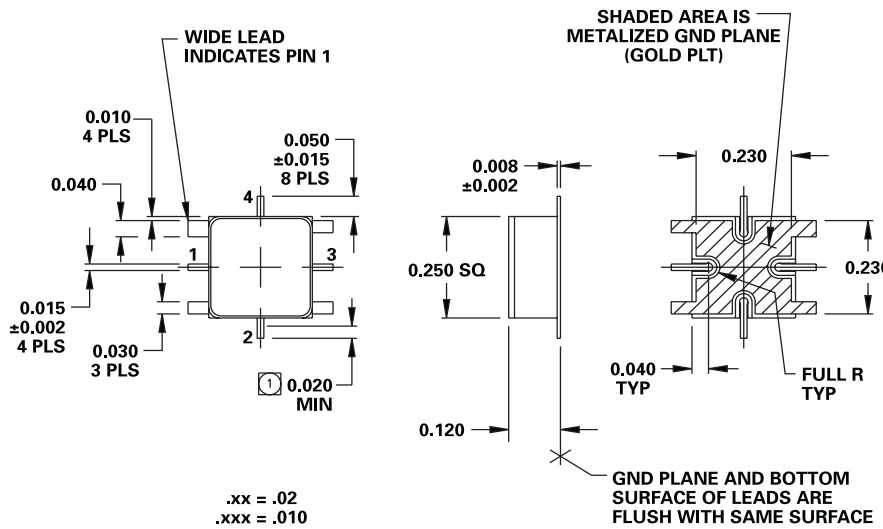 WIDE LEAD
INDICATES PIN 1
SHADED AREA IS
METALIZED GND PLANE
(GOLD PLT)
0.010
4 PLS
0.050
±0.015
8 PLS
0.040
4
1
3
2
0.015
±0.002
4 PLS
0.030
3 PLS
1
0.020
MIN
0.008
±0.002
0.250 SQ
0.120
0.230
0.230
0.040
TYP
FULL R
TYP
GND PLANE AND BOTTOM
SURFACE OF LEADS ARE
FLUSH WITH SAME SURFACE
.xx = .02
.xxx = .010